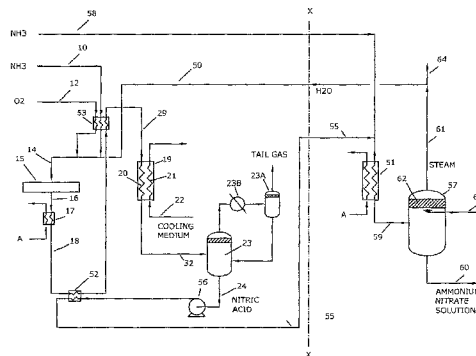 58
X
NH3
10
NH3
50
64
12
H2O
O2
29
53
55
61
14
TAIL GAS
STEAM
15
19
23A
51
57
16
20
21
23B
62
17
22
A
A
COOLING
MEDIUM
59
18
23
32
60
52
56
24
AMMONIUM
NITRATE
SOLUTION
NITRIC
ACID
55
X